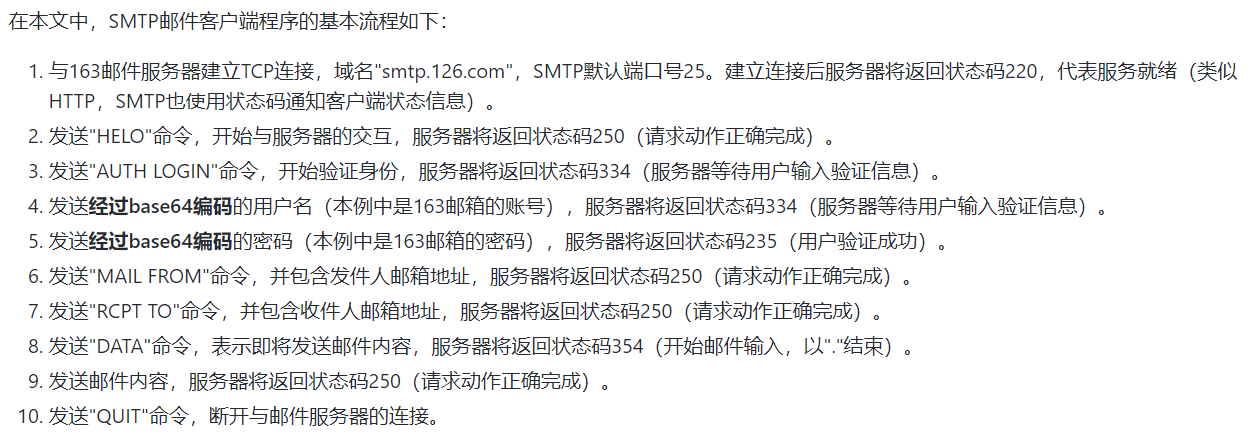 在本文中，SMTP邮件客户端程序的基本流程如下：
1. 与163邮件服务器建立TCP连接，域名"smtp.126.com"，SMTP默认端口号25。建立连接后服务器将返回状态码220，代表服务就绪（类似
HTTP，SMTP也使用状态码通知客户端状态信息）。
2. 发送"HELO"命令，开始与服务器的交互，服务器将返回状态码250（请求动作正确完成）。
3. 发送"AUTH LOGIN"命令，开始验证身份，服务器将返回状态码334（服务器等待用户输入验证信息）。
4. 发送经过base64编码的用户名（本例中是163邮箱的账号），服务器将返回状态码334（服务器等待用户输入验证信息）。
5. 发送经过base64编码的密码（本例中是163邮箱的密码），服务器将返回状态码235（用户验证成功）。
6. 发送"MAIL FROM"命令，并包含发件人邮箱地址，服务器将返回状态码250（请求动作正确完成）。
7. 发送"RCPT TO"命令，并包含收件人邮箱地址，服务器将返回状态码250（请求动作正确完成）。
8. 发送"DATA"命令，表示即将发送邮件内容，服务器将返回状态码354（开始邮件输入，以"."结束）。
9. 发送邮件内容，服务器将返回状态码250（请求动作正确完成）。
10. 发送"QUIT"命令，断开与邮件服务器的连接。